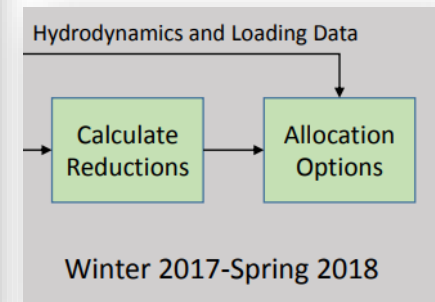 Hydrodynamics and Loading Data
Calculate
Reductions
Allocation
Options
Winter 2017-Spring 2018